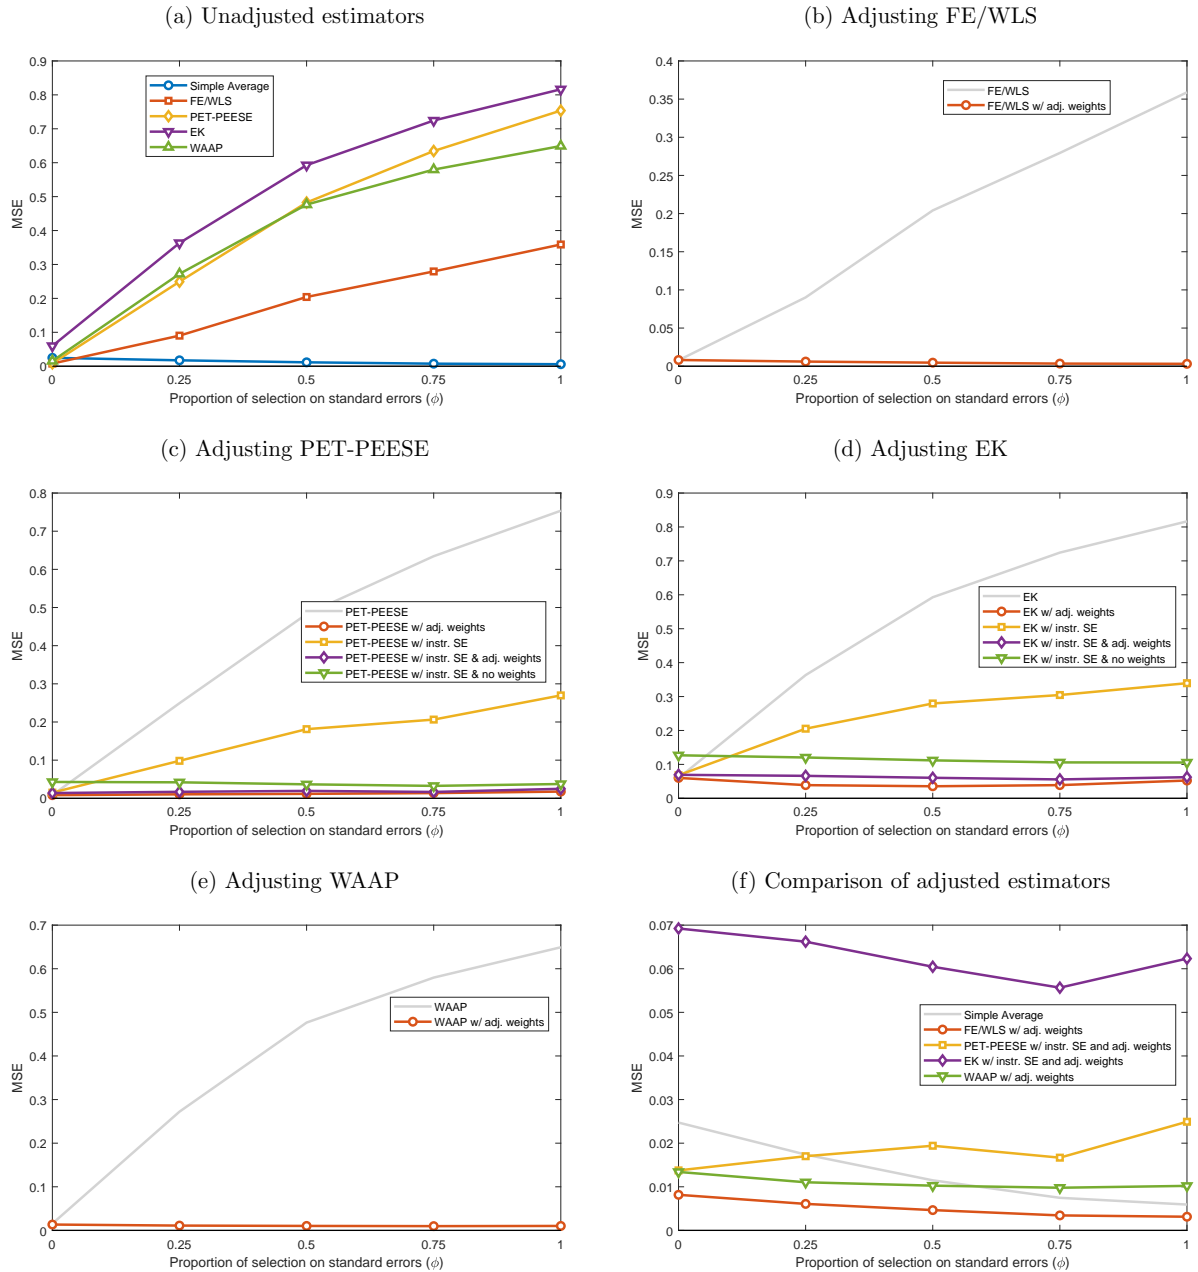 (a) Unadjusted estimators
0.9
0.8
0.7
0.6
0.5
0.4
0.3
0.2
0.1
0
MSE
Simple Average
FE/WLS
PET-PEESE
EK
WAAP
0 0.25 0.5 0.75 1
Proportion of selection on standard errors (ϕ)
(b) Adjusting FE/WLS
0.4
0.35
0.3
0.25
0.2
0.15
0.1
0.05
0
MSE
FE/WLS
FE/WLS w/ adj. weights
0 0.25 0.5 0.75 1
Proportion of selection on standard errors (ϕ)
(c) Adjusting PET-PEESE
0.8
0.7
0.6
0.5
0.4
0.3
0.2
0.1
0
MSE
PET-PEESE
PET-PEESE w/ adj. weights
PET-PEESE w/ instr. SE
PET-PEESE w/ instr. SE & adj. weights
PET-PEESE w/ instr. SE & no weights
0 0.25 0.5 0.75 1
Proportion of selection on standard errors (ϕ)
(d) Adjusting EK
0.9
0.8
0.7
0.6
0.5
0.4
0.3
0.2
0.1
0
MSE
EK
EK w/ adj. weights
EK w/ instr. SE
EK w/ instr. SE & adj. weights
EK w/ instr. SE & no weights
0 0.25 0.5 0.75 1
Proportion of selection on standard errors (ϕ)
(e) Adjusting WAAP
0.7
0.6
0.5
0.4
0.3
0.2
0.1
0
MSE
WAAP
WAAP w/ adj. weights
0 0.25 0.5 0.75 1
Proportion of selection on standard errors (ϕ)
(f) Comparison of adjusted estimators
0.07
0.06
0.05
0.04
0.03
0.02
0.01
0
MSE
Simple Average
FE/WLS w/ adj. weights
PET-PEESE w/ instr. SE and adj. weights
EK w/ instr. SE and adj. weights
WAAP w/ adj. weights
0 0.25 0.5 0.75 1
Proportion of selection on standard errors (ϕ)